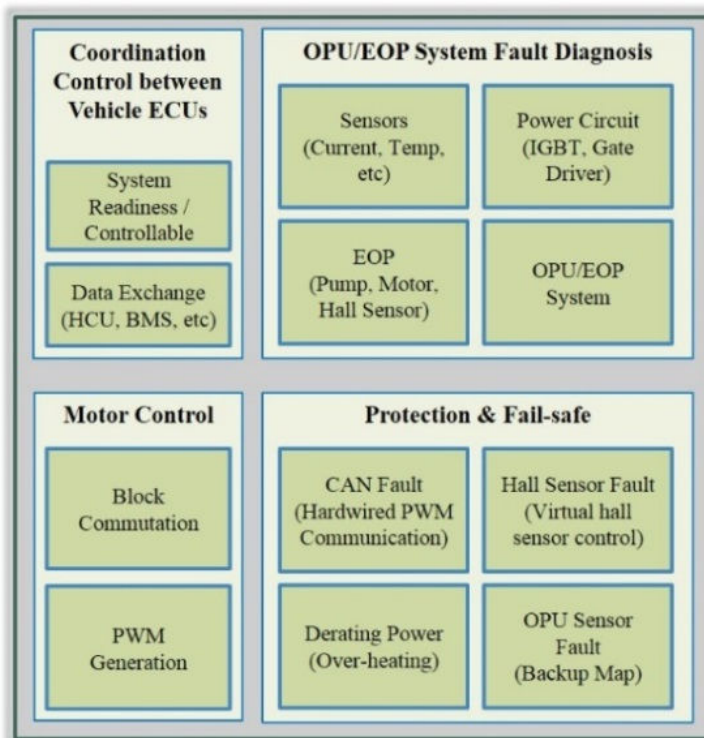 Coordination
Control between
Vehicle ECUs
System
Readiness /
Controllable
Data Exchange
(HCU, BMS, etc)
OPU/EOP System Fault Diagnosis
Sensors
(Current, Temp,
etc)
Power Circuit
(IGBT, Gate
Driver)
EOP
(Pump, Motor,
Hall Sensor)
OPU/EOP
System
Motor Control
Block
Commutation
PWM
Generation
Protection & Fail-safe
CAN Fault
(Hardwired PWM
Communication)
Hall Sensor Fault
(Virtual hall
sensor control)
Derating Power
(Over-heating)
OPU Sensor
Fault
(Backup Map)